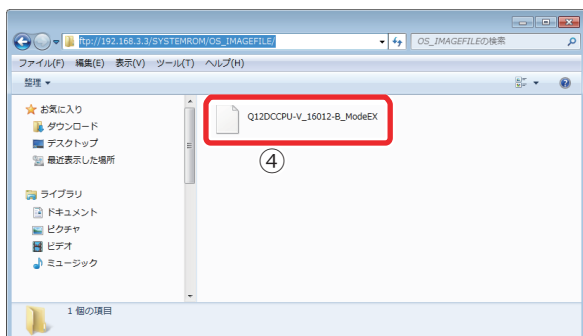 ftp://192.168.3.3/SYSTEMROM/OS_IMAGEFILE/
OS_IMAGEFILEの検索
ファイル(F) 編集(E) 表示(V) ツール(T) ヘルプ(H)
整理
お気に入り
ダウンロード
デスクトップ
最近表示した場所
ライブラリ
ドキュメント
ピクチャ
ビデオ
ミュージック
Q12DCCPU-V_16012-B_ModeEX
④
1 個の項目